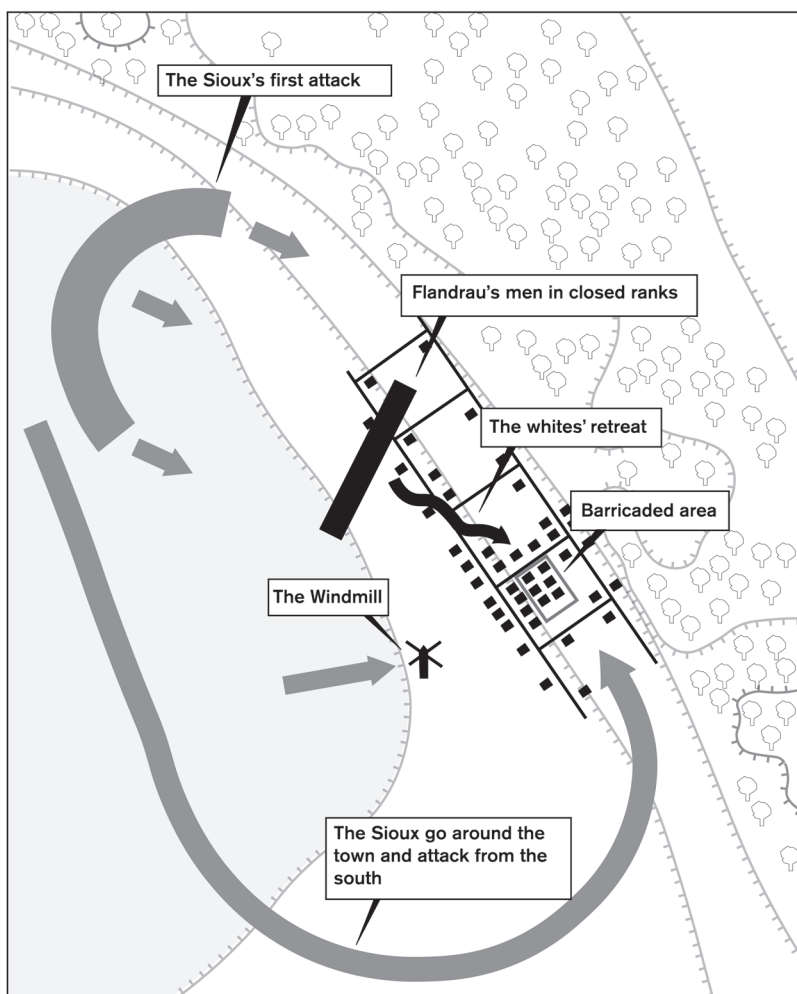 The Sioux's first attack
Flandrau's men in closed ranks
The whites' retreat
Barricaded area
The Windmill
The Sioux go around the
town and attack from the
south